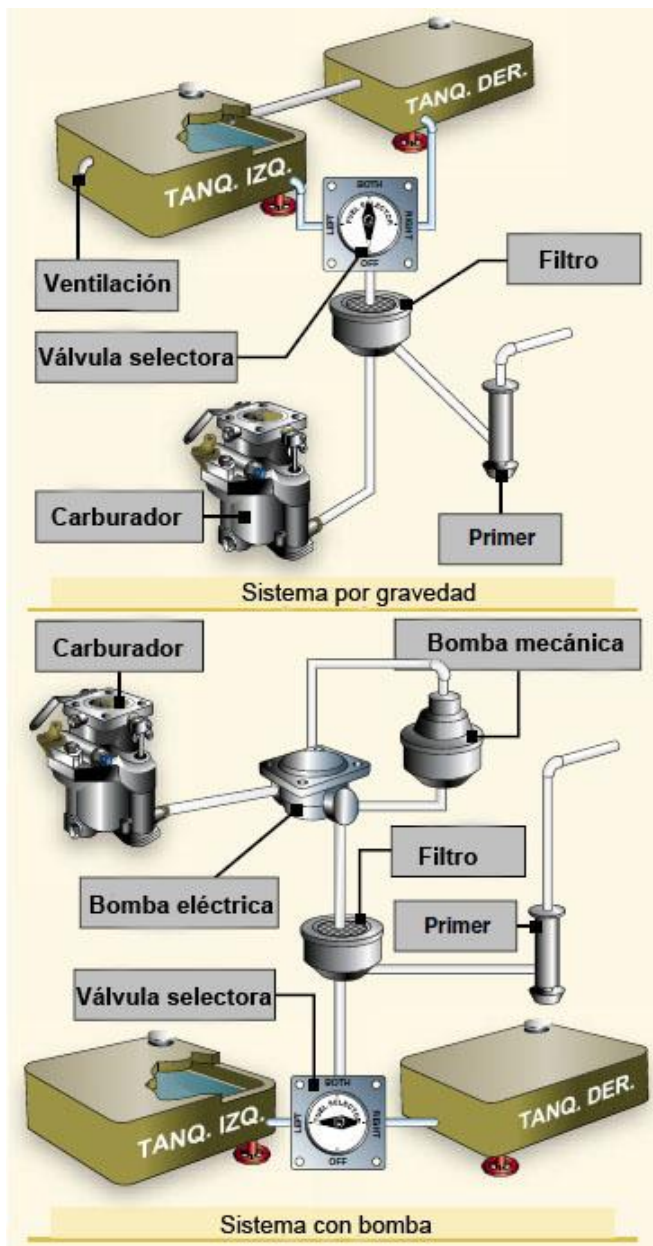 TANQ. DER.
TANQ. IZQ.
BOTH
LEFT
FUEL SELECTOR
RIGHT
OFF
Ventilación
Filtro
Válvula selectora
Carburador
Primer
Sistema por gravedad
Carburador
Bomba mecánica
Filtro
Bomba eléctrica
Primer
Válvula selectora
TANQ. IZQ.
BOTH
LEFT
FUEL SELECTOR
RIGHT
OFF
TANQ. DER.
Sistema con bomba